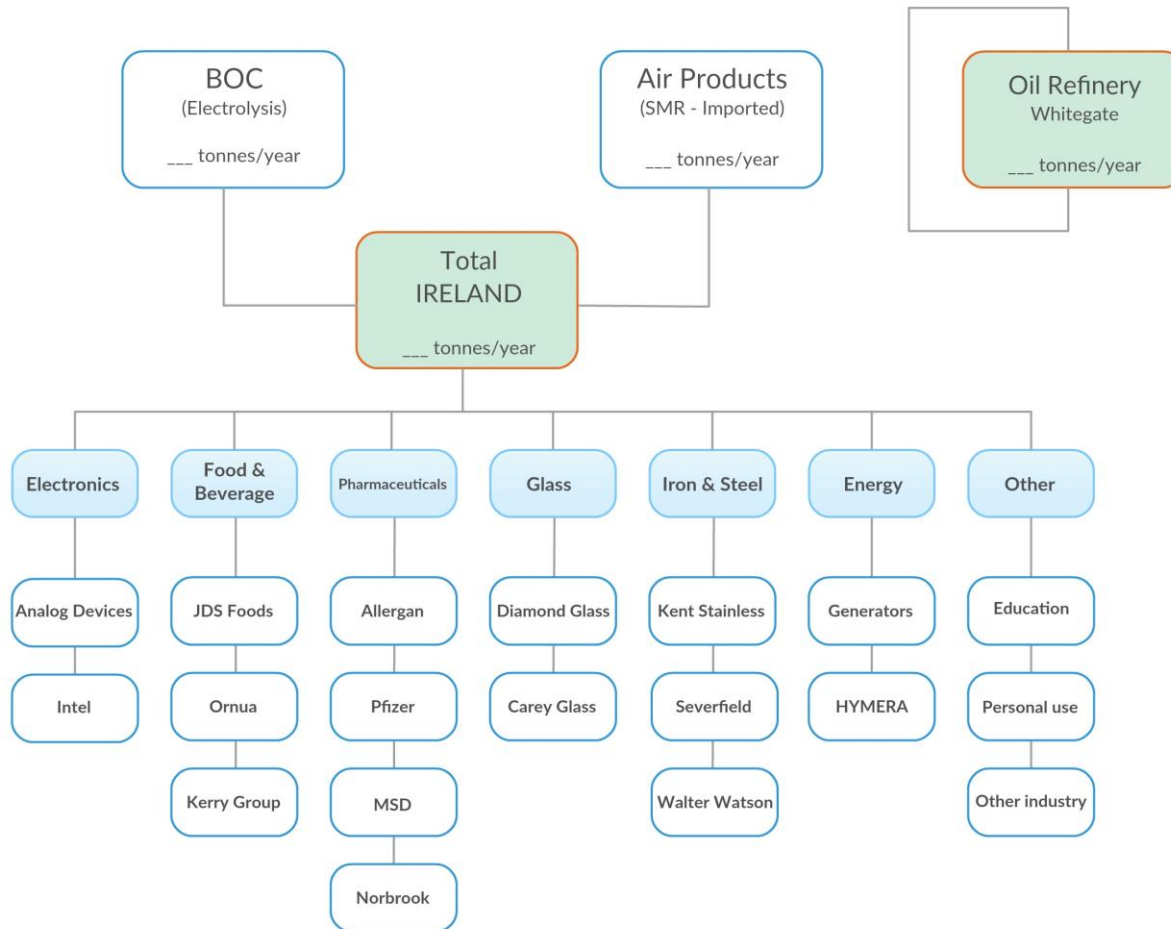 BOC
(Electrolysis)
___ tonnes/year
Air Products
(SMR - Imported)
___ tonnes/year
Oil Refinery
Whitegate
___ tonnes/year
Total
IRELAND
___ tonnes/year
Electronics
Food &
Beverage
Pharmaceuticals
Glass
Iron & Steel
Energy
Other
Analog Devices
JDS Foods
Allergan
Diamond Glass
Kent Stainless
Generators
Education
Intel
Ornua
Pfizer
Carey Glass
Severfield
HYMERA
Personal use
Kerry Group
MSD
Walter Watson
Other industry
Norbrook